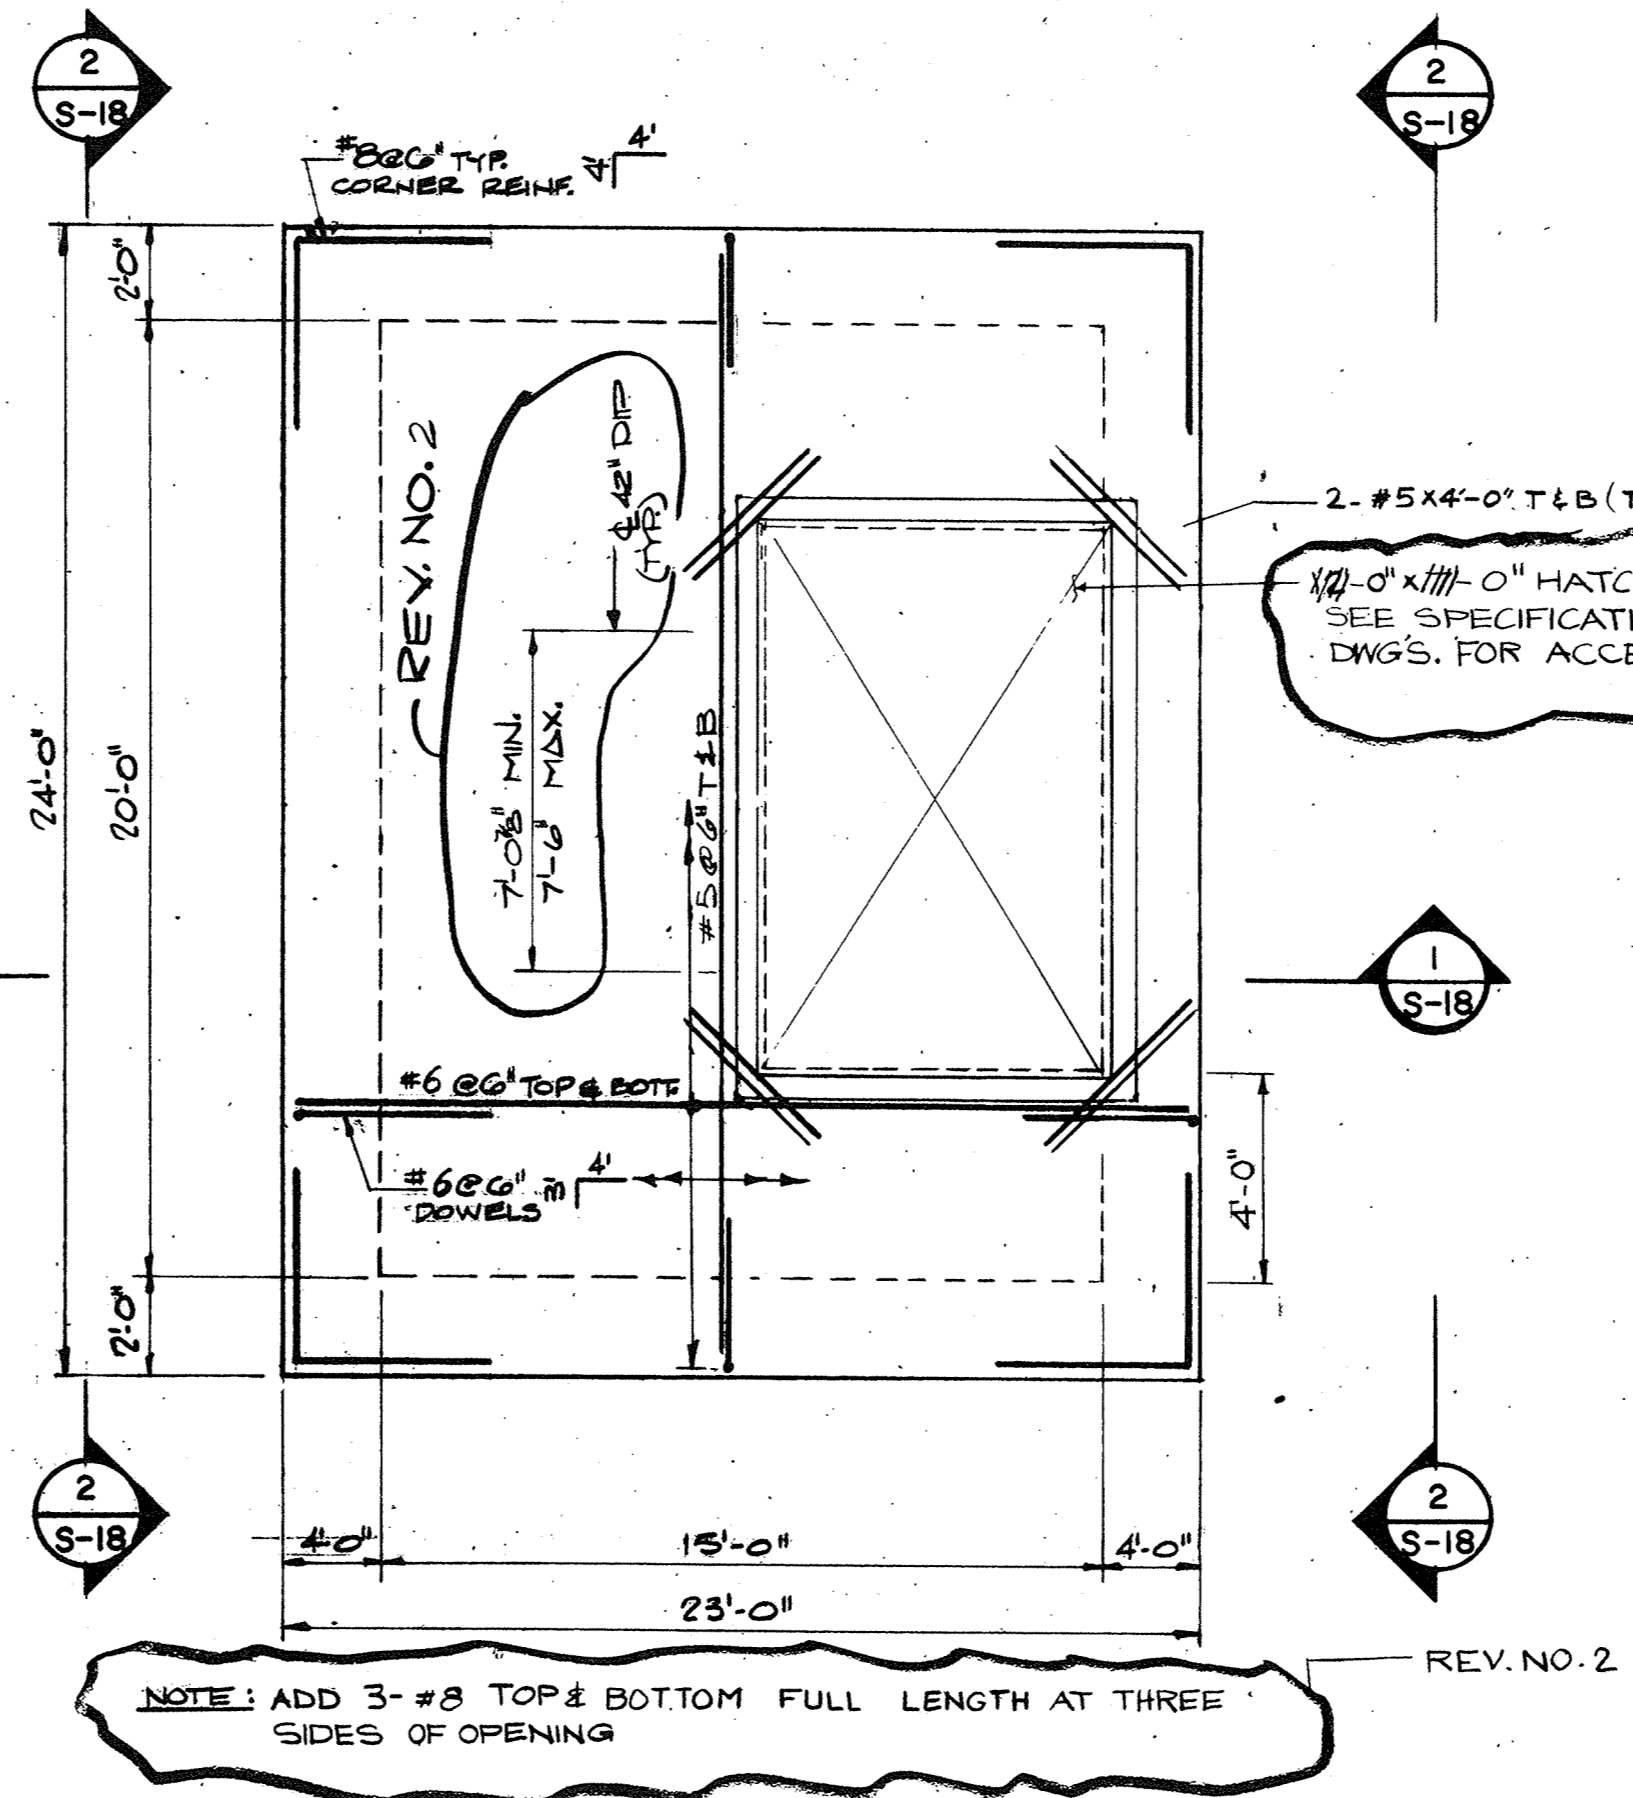 2
S-18
2
S-18
#8@6" TYP.
CORNER REINF.
4'
4'
2'-0"
24'-0"
20'-0"
2'-0"
REV. NO. 2
℄ 42" DIP
(TYP.)
7'-0⅞" MIN.
7'-6" MAX.
#5@6" T&B
2- #5X4'-0" T&B (T
-0" x -0" HATC
SEE SPECIFICATI
DWG'S. FOR ACCE
1
S-18
#6 @6" TOP & BOTT.
#6@6"
DOWELS
3'
4'
4'-0"
2
S-18
2
S-18
4'-0"
15'-0"
4'-0"
23'-0"
REV. NO. 2
NOTE: ADD 3-#8 TOP & BOTTOM FULL LENGTH AT THREE
SIDES OF OPENING